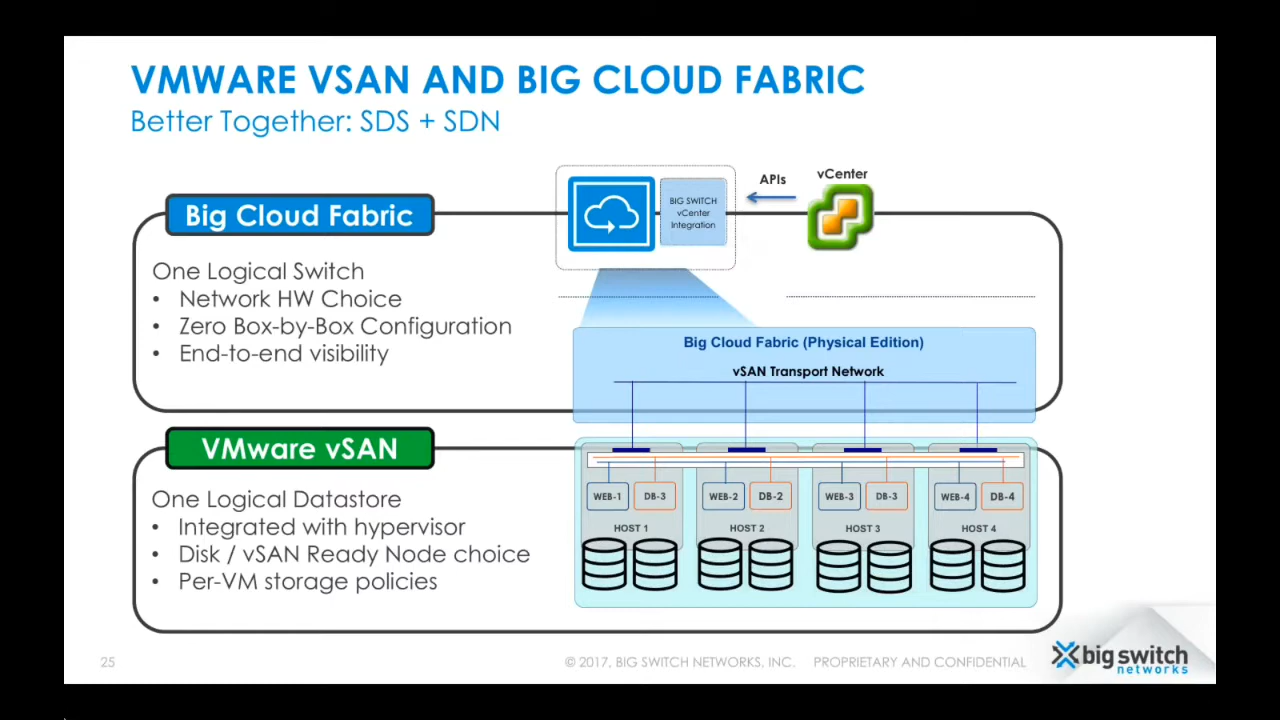 VMWARE VSAN AND BIG CLOUD FABRIC
Better Together: SDS + SDN
Big Cloud Fabric
One Logical Switch
• Network HW Choice
• Zero Box-by-Box Configuration
• End-to-end visibility
BIG SWITCH
vCenter
Integration
APIs
vCenter
Big Cloud Fabric (Physical Edition)
vSAN Transport Network
VMware vSAN
One Logical Datastore
• Integrated with hypervisor
• Disk / vSAN Ready Node choice
• Per-VM storage policies
WEB-1 DB-3 WEB-2 DB-2 WEB-3 DB-3 WEB-4 DB-4
HOST 1 HOST 2 HOST 3 HOST 4
25
© 2017, BIG SWITCH NETWORKS, INC. PROPRIETARY AND CONFIDENTIAL
big switch
networks